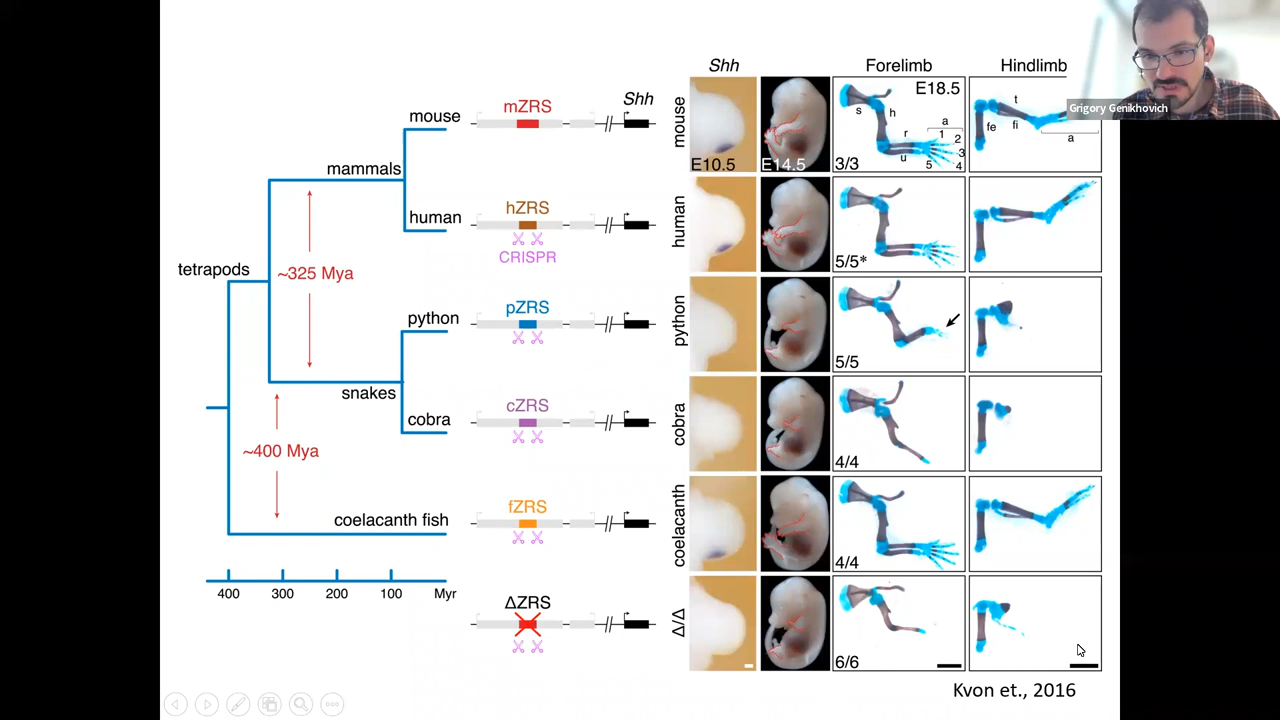 Grigory Genikhovich
Shh
Forelimb
Hindlimb
mouse
mammals
human
tetrapods
~325 Mya
python
snakes
cobra
~400 Mya
coelacanth fish
400 300 200 100 Myr
mZRS
Shh
hZRS
CRISPR
pZRS
cZRS
fZRS
ΔZRS
mouse
E10.5
E14.5
E18.5
s
h
a
r
1
2
u
5
3
4
3/3
t
fe
fi
a
human
5/5*
python
5/5
cobra
4/4
coelacanth
4/4
Δ/Δ
6/6
Kvon et., 2016